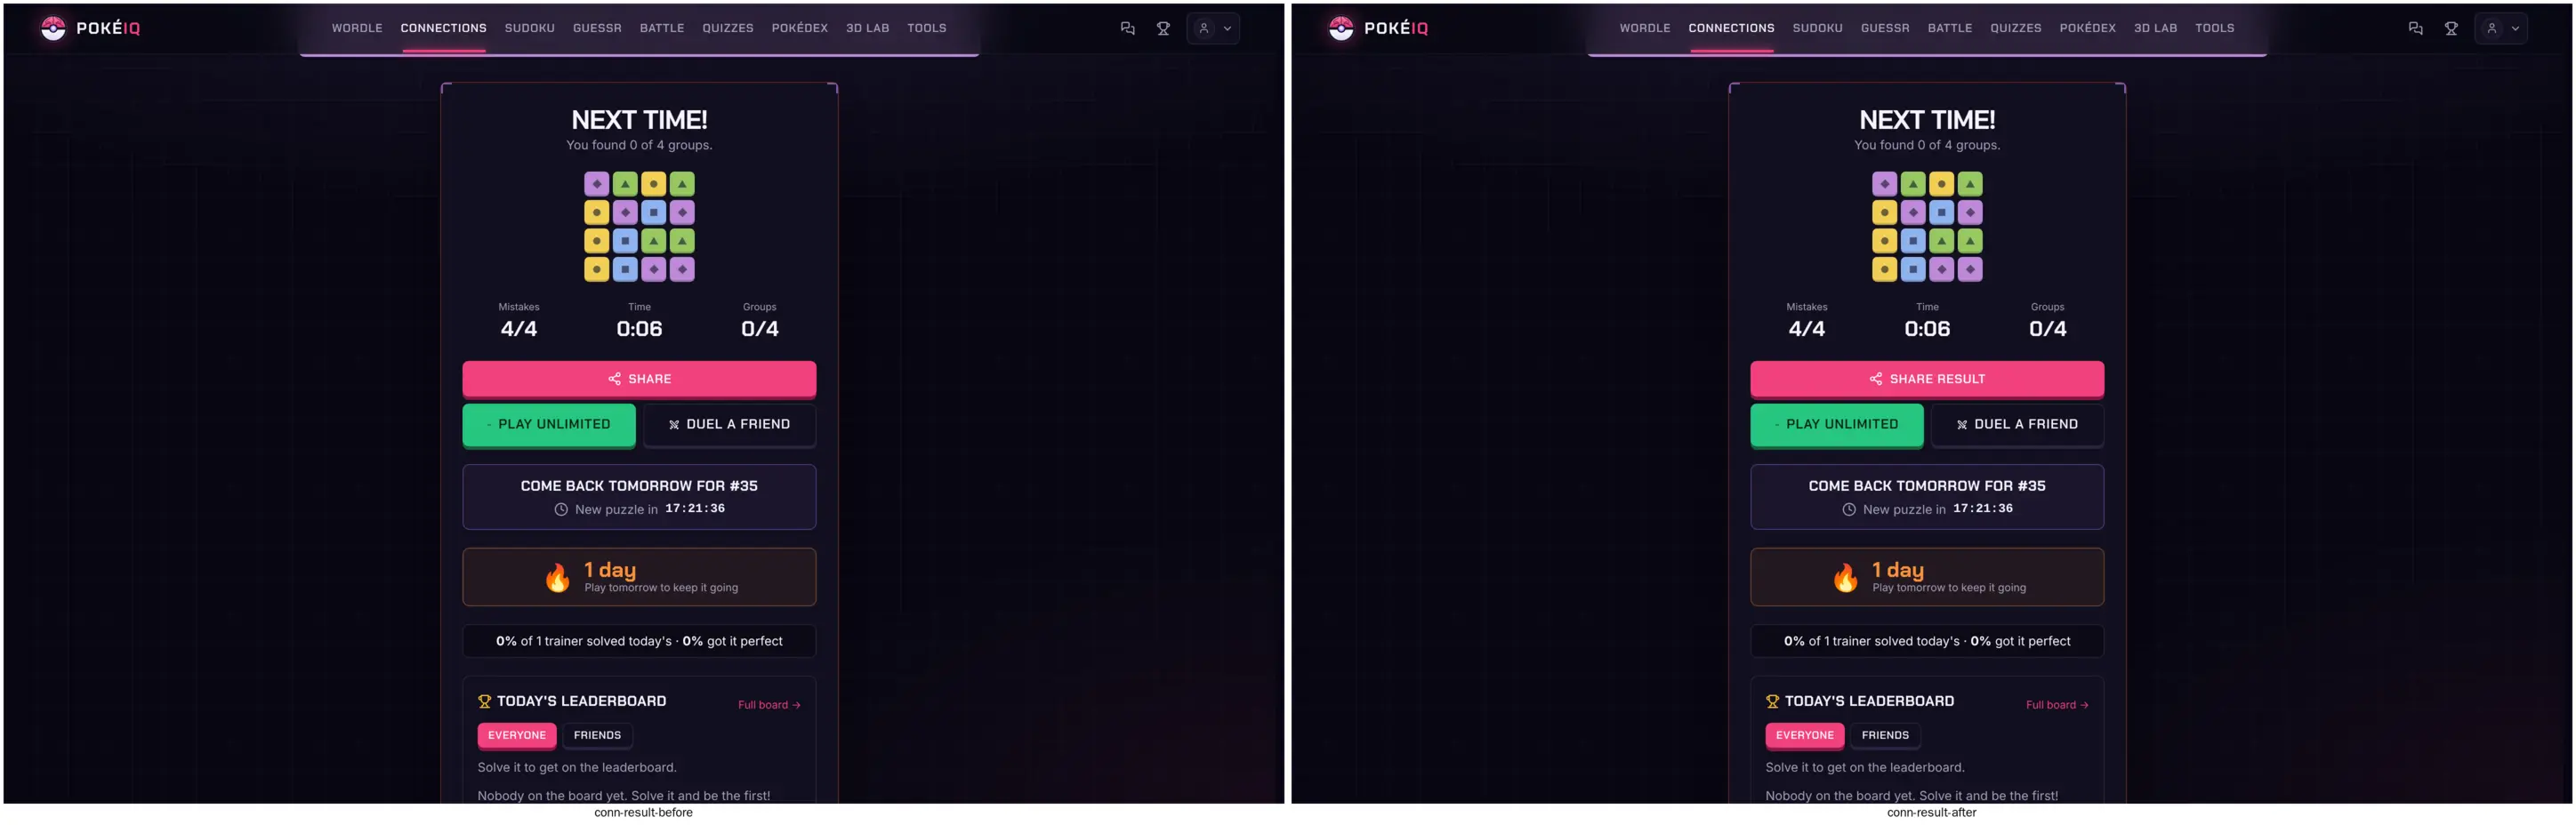 POKÉIQ WORDLE CONNECTIONS SUDOKU GUESSR BATTLE QUIZZES POKÉDEX 3D LAB TOOLS
NEXT TIME!
You found 0 of 4 groups.
Mistakes Time Groups
4/4 0:06 0/4
SHARE
PLAY UNLIMITED DUEL A FRIEND
COME BACK TOMORROW FOR #35
New puzzle in 17:21:36
1 day
Play tomorrow to keep it going
0% of 1 trainer solved today's · 0% got it perfect
TODAY'S LEADERBOARD Full board →
EVERYONE FRIENDS
Solve it to get on the leaderboard.
Nobody on the board yet. Solve it and be the first!
conn-result-before
POKÉIQ WORDLE CONNECTIONS SUDOKU GUESSR BATTLE QUIZZES POKÉDEX 3D LAB TOOLS
NEXT TIME!
You found 0 of 4 groups.
Mistakes Time Groups
4/4 0:06 0/4
SHARE RESULT
PLAY UNLIMITED DUEL A FRIEND
COME BACK TOMORROW FOR #35
New puzzle in 17:21:36
1 day
Play tomorrow to keep it going
0% of 1 trainer solved today's · 0% got it perfect
TODAY'S LEADERBOARD Full board →
EVERYONE FRIENDS
Solve it to get on the leaderboard.
Nobody on the board yet. Solve it and be the first!
conn-result-after